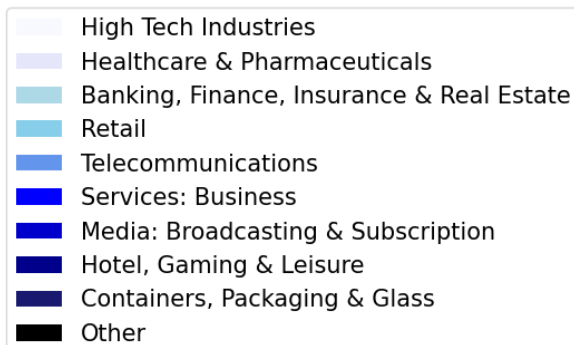 High Tech Industries
Healthcare & Pharmaceuticals
Banking, Finance, Insurance & Real Estate
Retail
Telecommunications
Services: Business
Media: Broadcasting & Subscription
Hotel, Gaming & Leisure
Containers, Packaging & Glass
Other